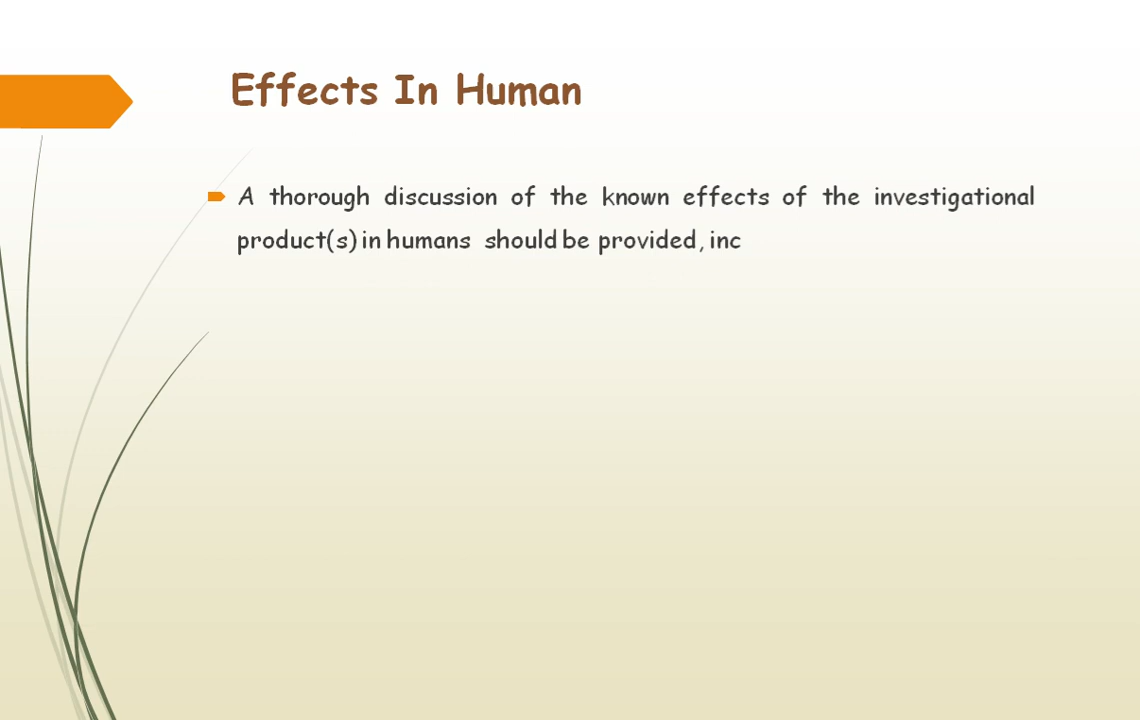 Effects In Human
A thorough discussion of the known effects of the investigational
product(s) in humans should be provided, inc